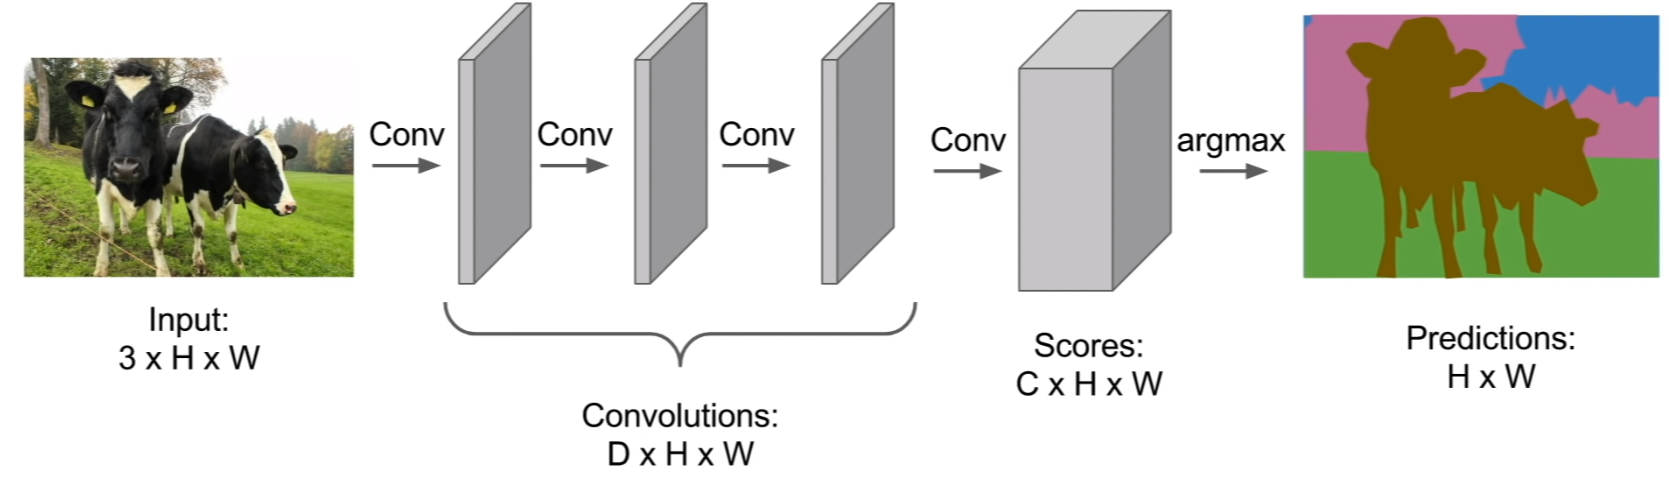 Conv
Conv
Conv
Conv
argmax
Input:
3 x H x W
Convolutions:
D x H x W
Scores:
C x H x W
Predictions:
H x W